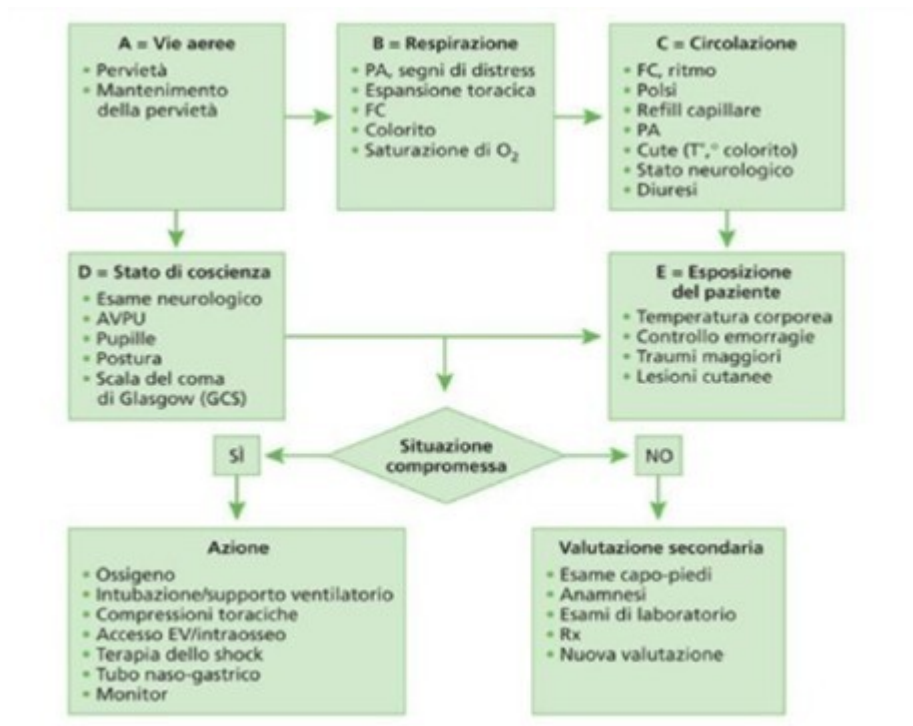 A = Vie aeree
• Pervietà
• Mantenimento
della pervietà
B = Respirazione
• PA, segni di distress
• Espansione toracica
• FC
• Colorito
• Saturazione di O₂
C = Circolazione
• FC, ritmo
• Polsi
• Refill capillare
• PA
• Cute (T°,° colorito)
• Stato neurologico
• Diuresi
D = Stato di coscienza
• Esame neurologico
• AVPU
• Pupille
• Postura
• Scala del coma
di Glasgow (GCS)
E = Esposizione
del paziente
• Temperatura corporea
• Controllo emorragie
• Traumi maggiori
• Lesioni cutanee
SÌ
Situazione
compromessa
NO
Azione
• Ossigeno
• Intubazione/supporto ventilatorio
• Compressioni toraciche
• Accesso EV/intraosseo
• Terapia dello shock
• Tubo naso-gastrico
• Monitor
Valutazione secondaria
• Esame capo-piedi
• Anamnesi
• Esami di laboratorio
• Rx
• Nuova valutazione